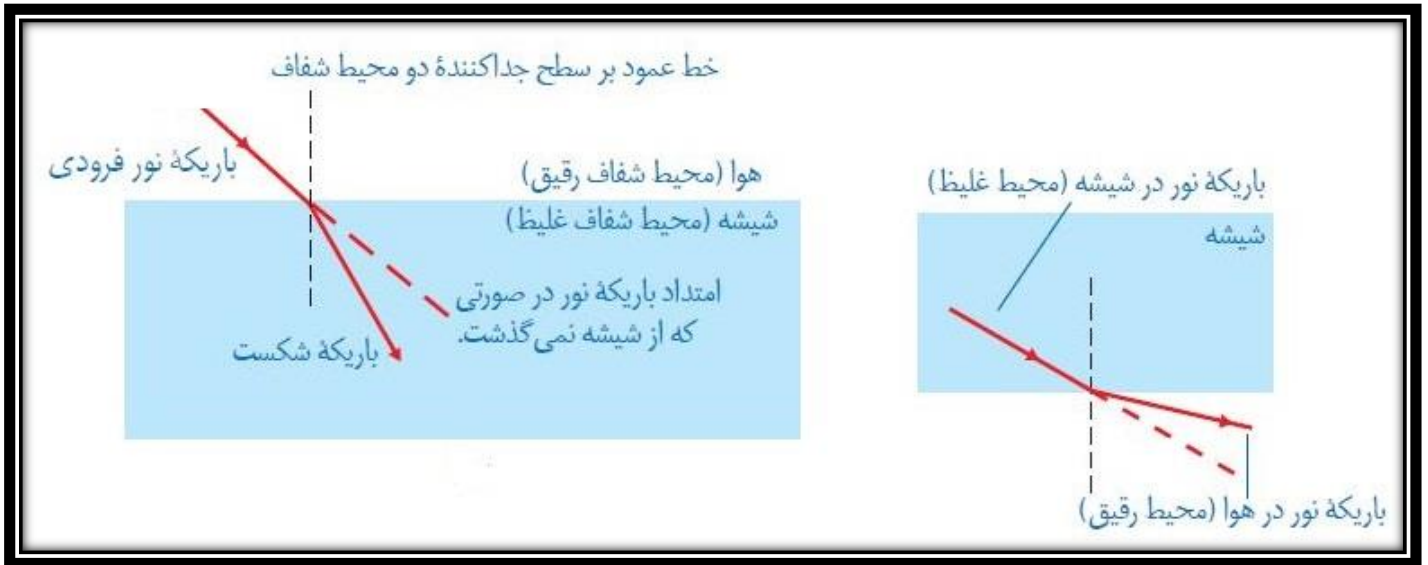 خط عمود بر سطح جداکنندهٔ دو محیط شفاف
باریکهٔ نور فرودی
هوا (محیط شفاف رقیق)
شیشه (محیط شفاف غلیظ)
امتداد باریکهٔ نور در صورتی
که از شیشه نمی‌گذشت.
باریکهٔ شکست
باریکهٔ نور در شیشه (محیط غلیظ)
شیشه
باریکهٔ نور در هوا (محیط رقیق)